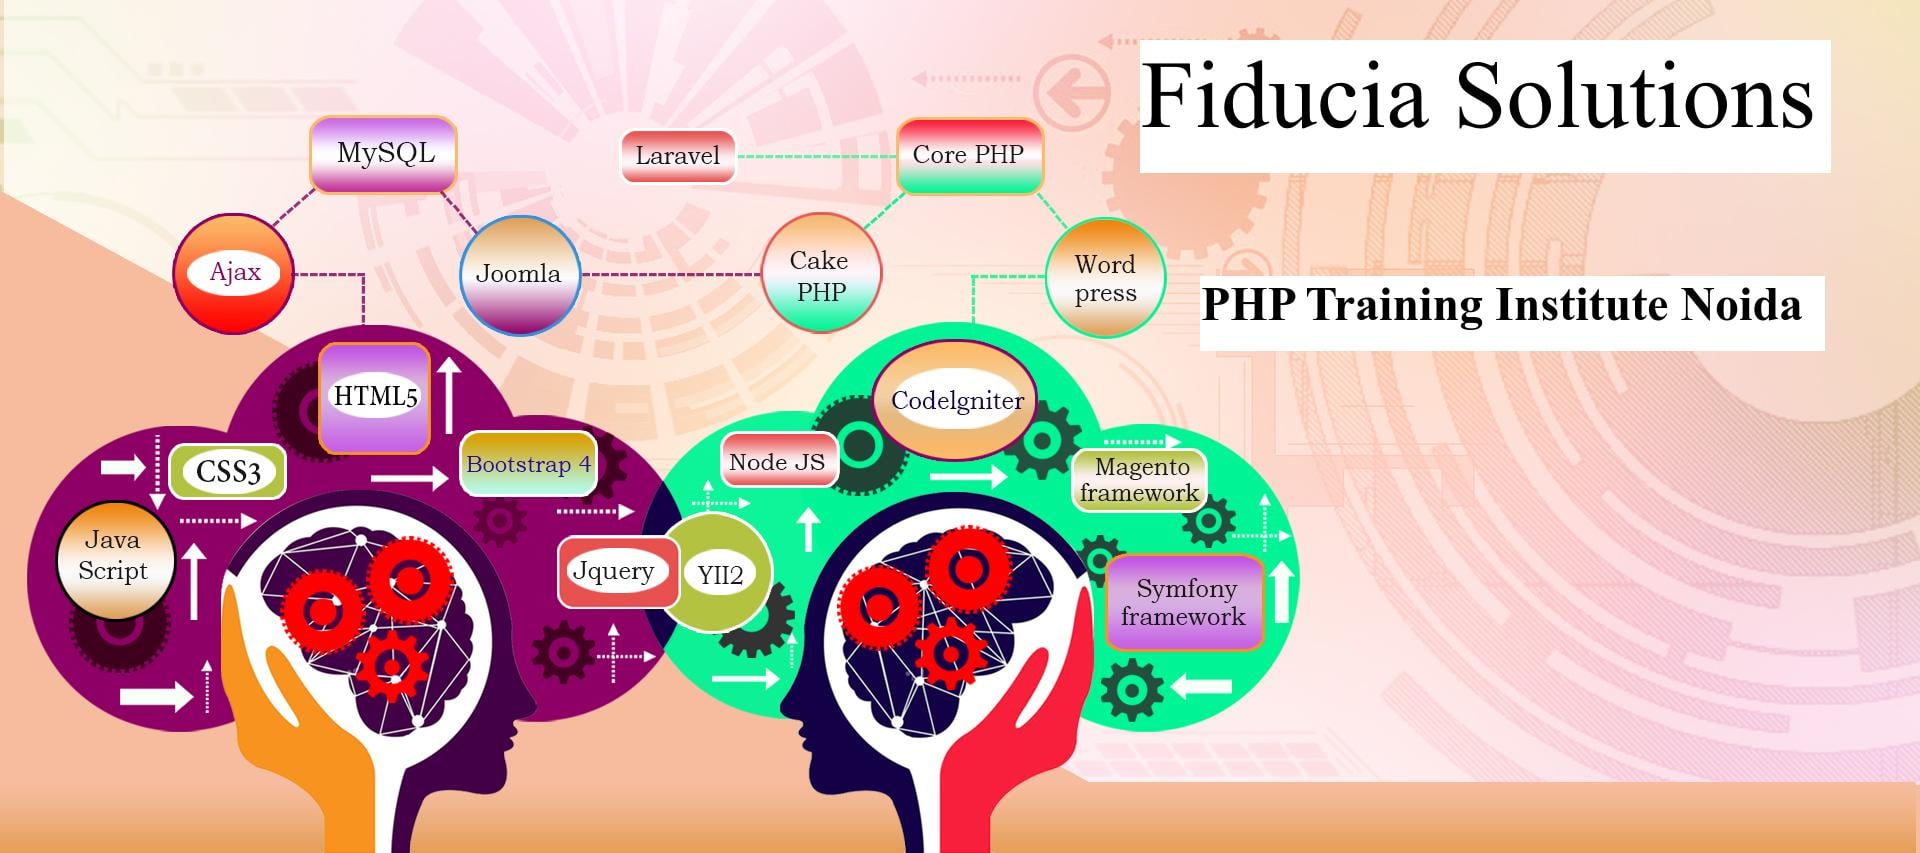 Fiducia Solutions
MySQL
Laravel
Core PHP
Ajax
Joomla
Cake
PHP
Word
press
PHP Training Institute Noida
HTML5
CodeIgniter
CSS3
Bootstrap 4
Node JS
Magento
framework
Java
Script
Jquery
YII2
Symfony
framework